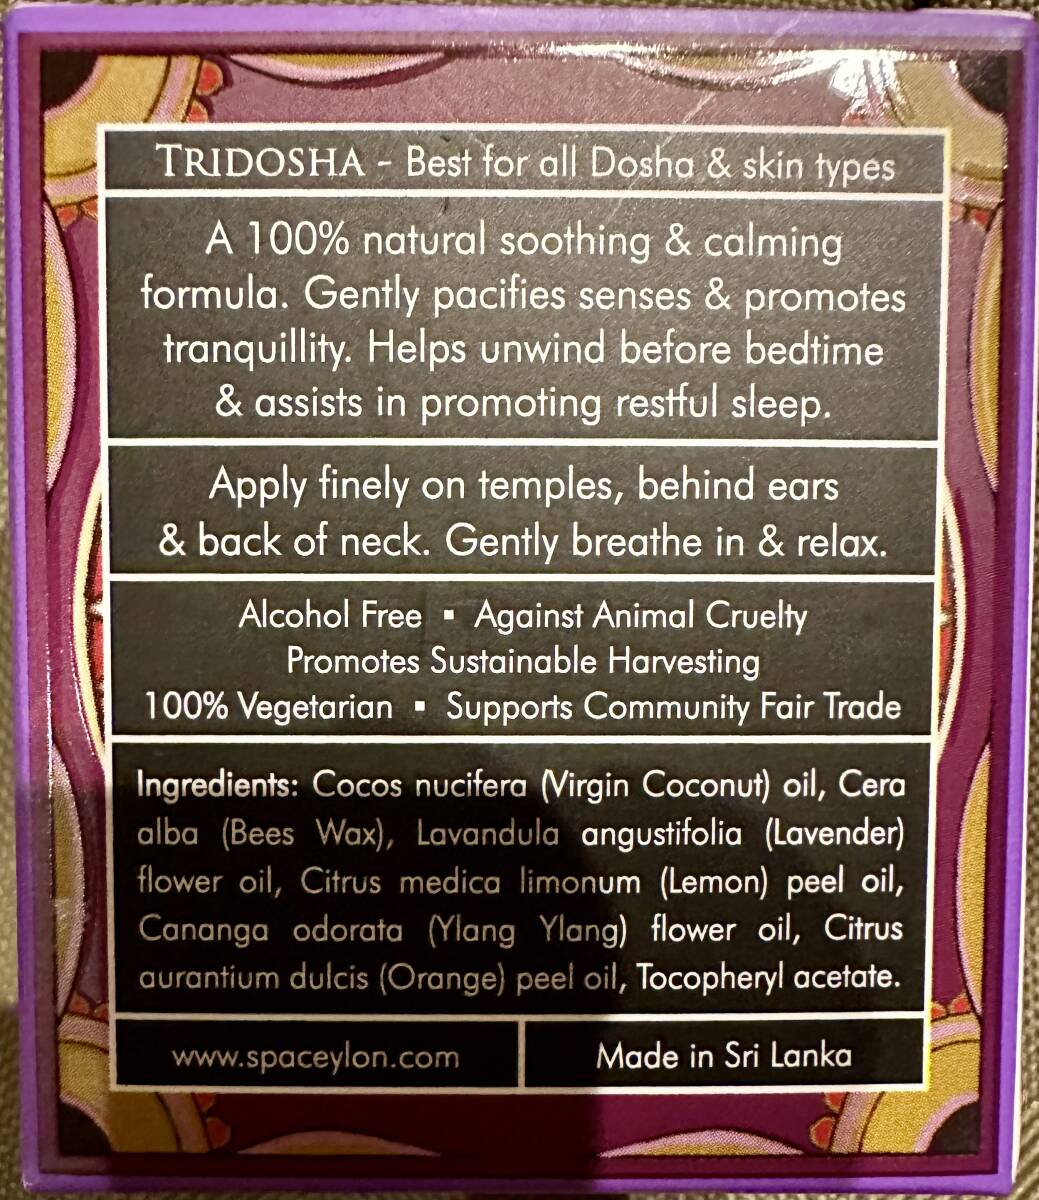 TRIDOSHA - Best for all Dosha & skin types
A 100% natural soothing & calming
formula. Gently pacifies senses & promotes
tranquillity. Helps unwind before bedtime
& assists in promoting restful sleep.
Apply finely on temples, behind ears
& back of neck. Gently breathe in & relax.
Alcohol Free ▪ Against Animal Cruelty
Promotes Sustainable Harvesting
100% Vegetarian ▪ Supports Community Fair Trade
Ingredients: Cocos nucifera (Virgin Coconut) oil, Cera
alba (Bees Wax), Lavandula angustifolia (Lavender)
flower oil, Citrus medica limonum (Lemon) peel oil,
Cananga odorata (Ylang Ylang) flower oil, Citrus
aurantium dulcis (Orange) peel oil, Tocopheryl acetate.
www.spaceylon.com
Made in Sri Lanka